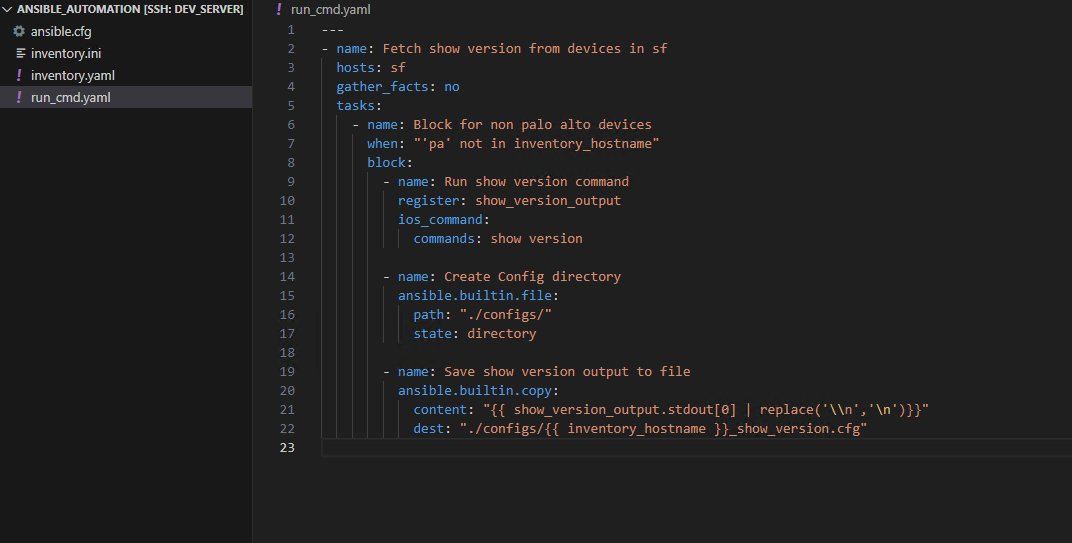 ANSIBLE_AUTOMATION [SSH: DEV_SERVER]
ansible.cfg
inventory.ini
! inventory.yaml
! run_cmd.yaml
! run_cmd.yaml
1 ---
2 - name: Fetch show version from devices in sf
3 hosts: sf
4 gather_facts: no
5 tasks:
6 - name: Block for non palo alto devices
7 when: "'pa' not in inventory_hostname"
8 block:
9 - name: Run show version command
10 register: show_version_output
11 ios_command:
12 commands: show version
13
14 - name: Create Config directory
15 ansible.builtin.file:
16 path: "./configs/"
17 state: directory
18
19 - name: Save show version output to file
20 ansible.builtin.copy:
21 content: "{{ show_version_output.stdout[0] | replace('\\n','\n')}}"
22 dest: "./configs/{{ inventory_hostname }}_show_version.cfg"
23